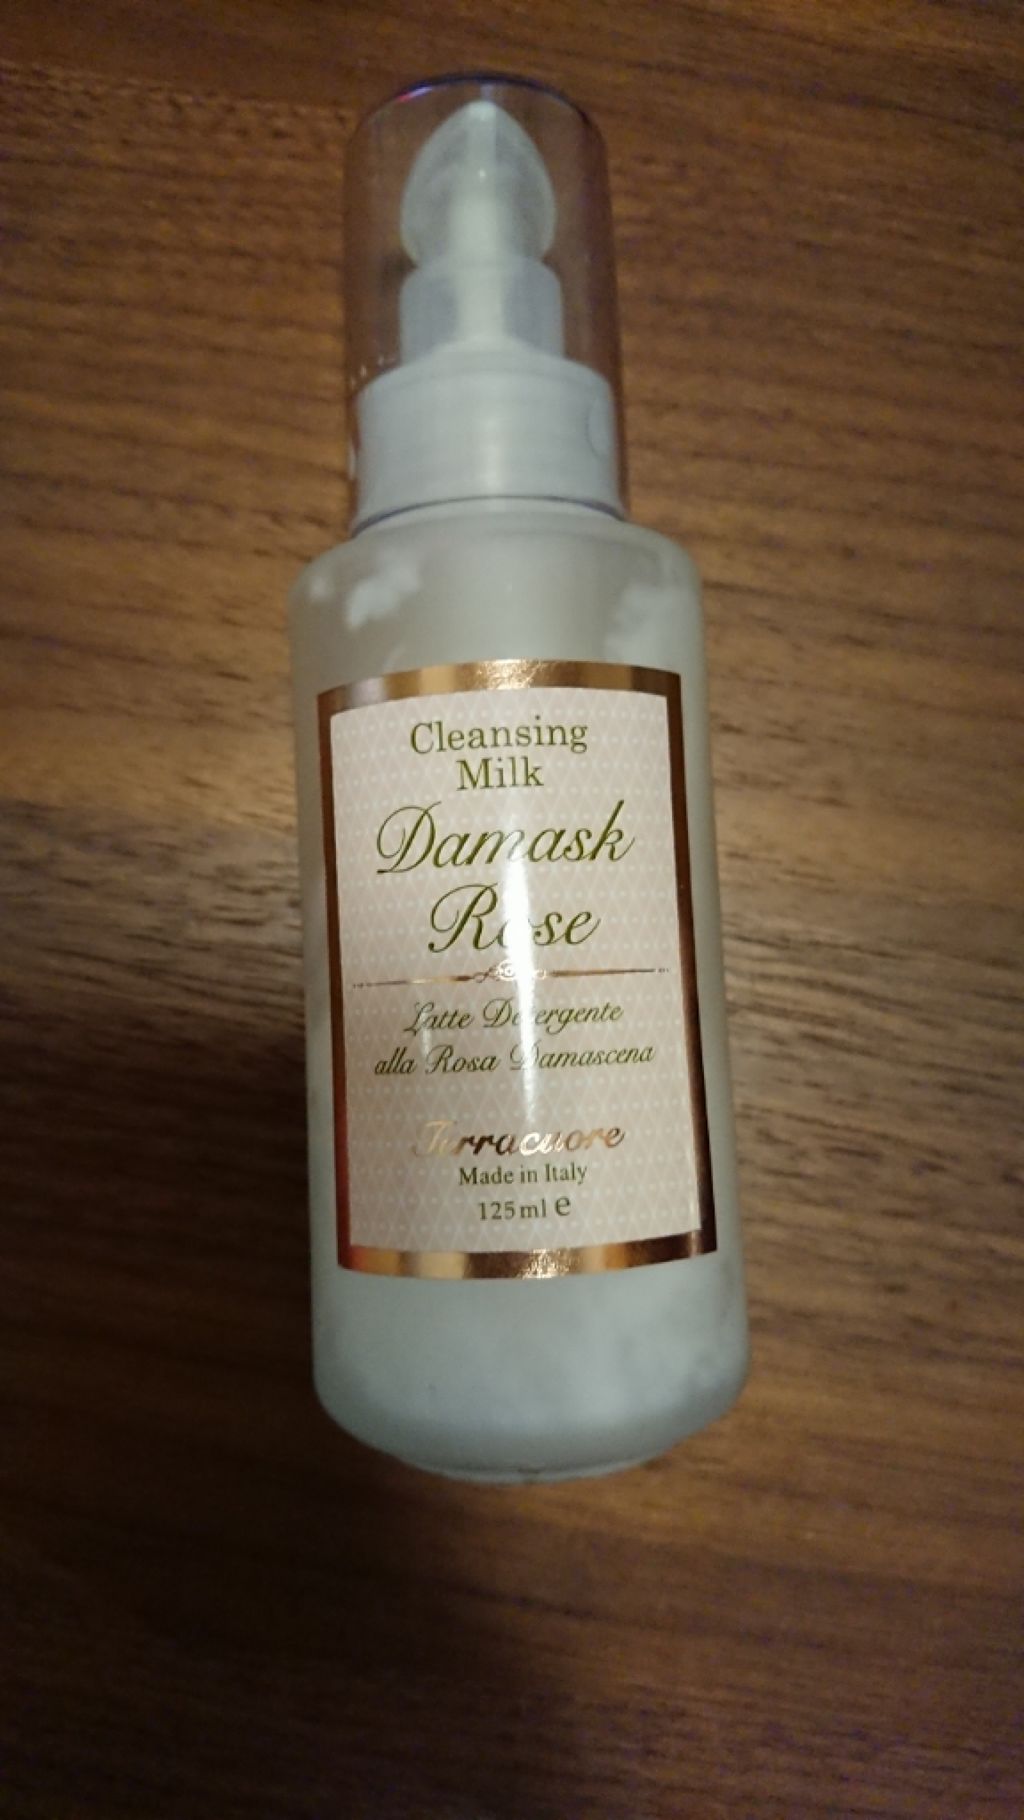 Cleansing
Milk
Damask
Rose
Latte Detergente
alla Rosa Damascena
Terracuore
Made in Italy
125ml e